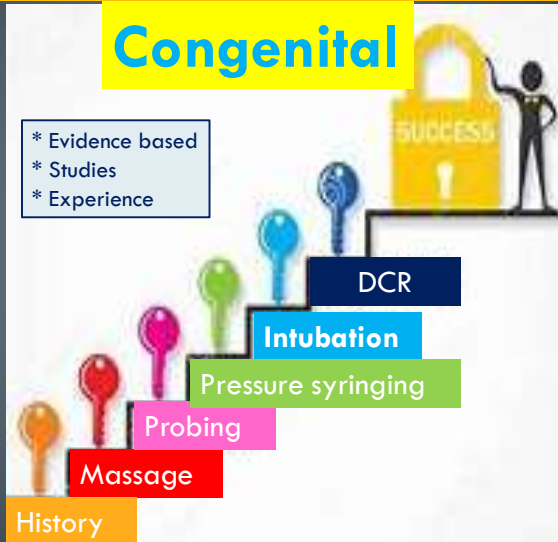 Congenital
* Evidence based
* Studies
* Experience
SUCCESS
DCR
Intubation
Pressure syringing
Probing
Massage
History